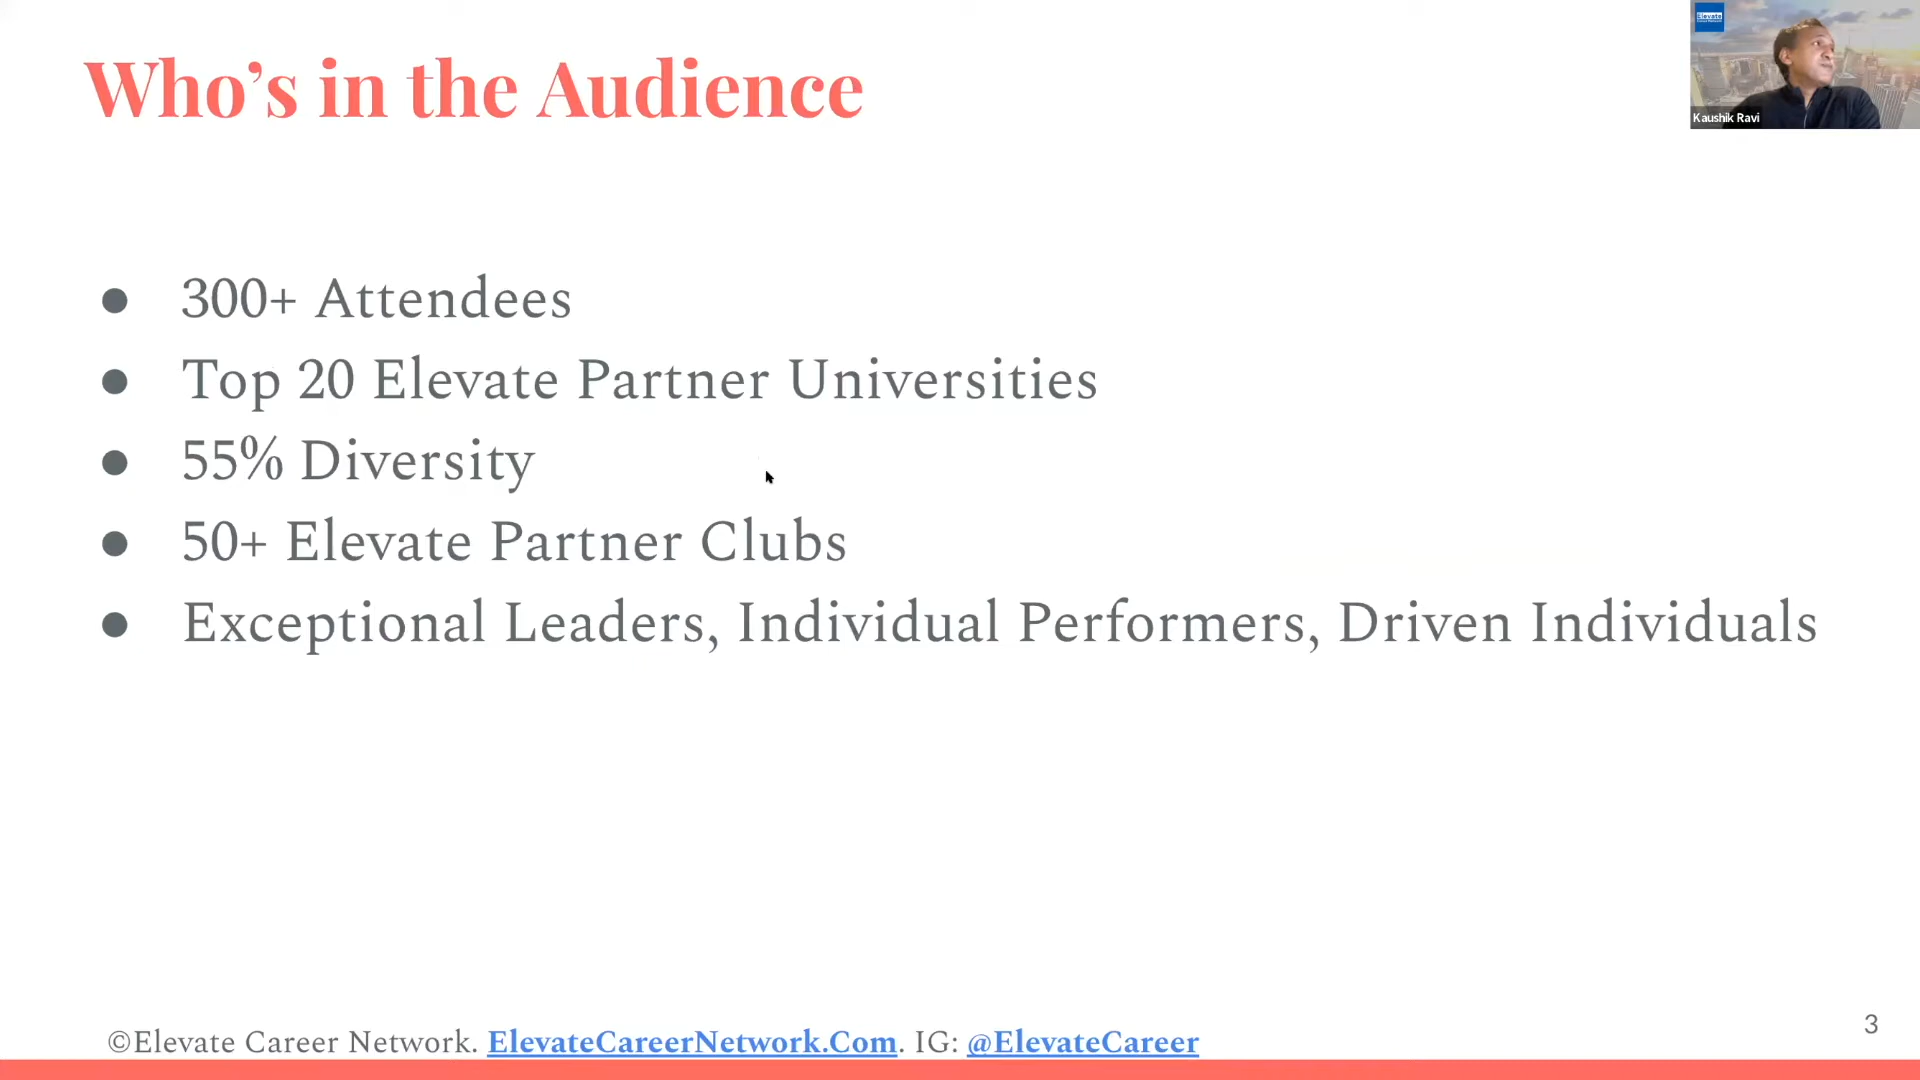 Who's in the Audience
Elevate
Kaushik Ravi
● 300+ Attendees
● Top 20 Elevate Partner Universities
● 55% Diversity
● 50+ Elevate Partner Clubs
● Exceptional Leaders, Individual Performers, Driven Individuals
©Elevate Career Network. ElevateCareerNetwork.Com. IG: @ElevateCareer
3